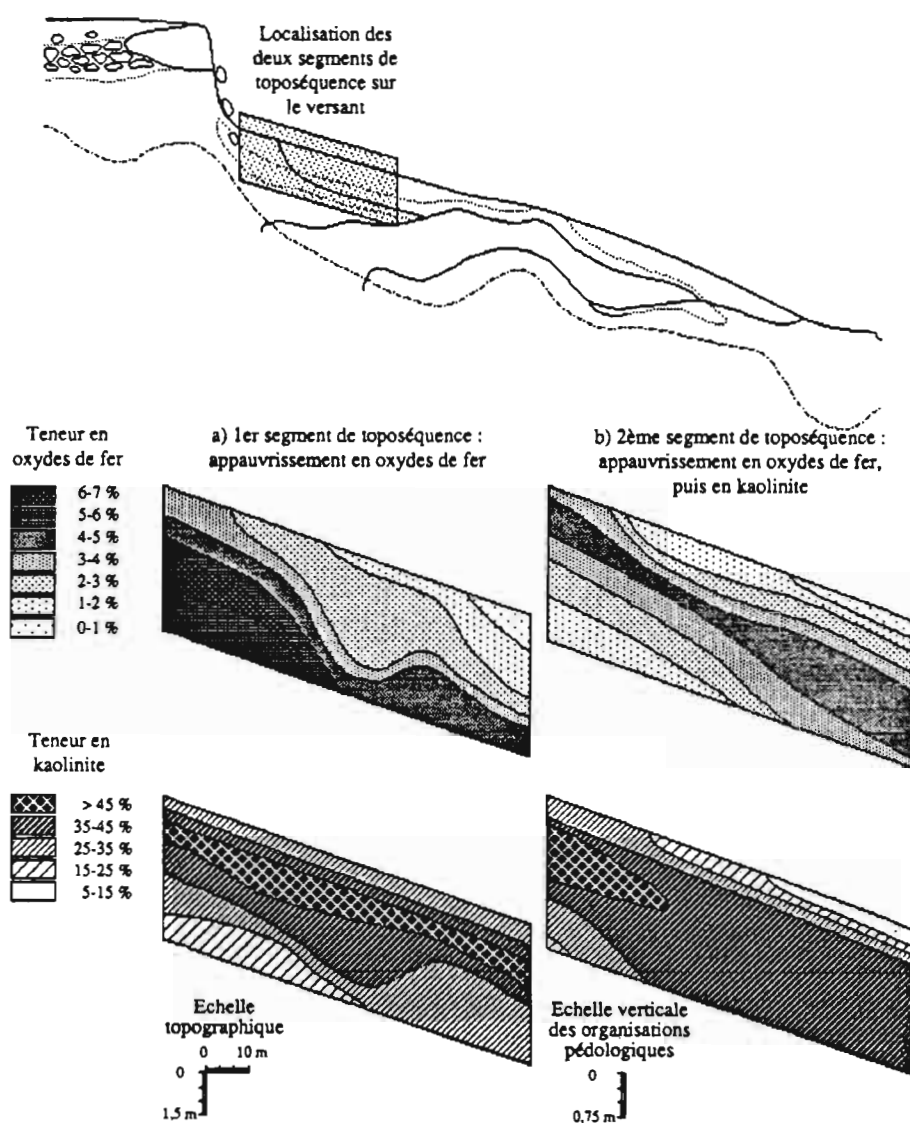 Localisation des
deux segments de
toposéquence sur
le versant
Teneur en
oxydes de fer
6-7 %
5-6 %
4-5 %
3-4 %
2-3 %
1-2 %
0-1 %
a) 1er segment de toposéquence :
appauvrissement en oxydes de fer
b) 2ème segment de toposéquence :
appauvrissement en oxydes de fer,
puis en kaolinite
Teneur en
kaolinite
> 45 %
35-45 %
25-35 %
15-25 %
5-15 %
Echelle
topographique
0 10 m
0
1,5 m
Echelle verticale
des organisations
pédologiques
0
0,75 m